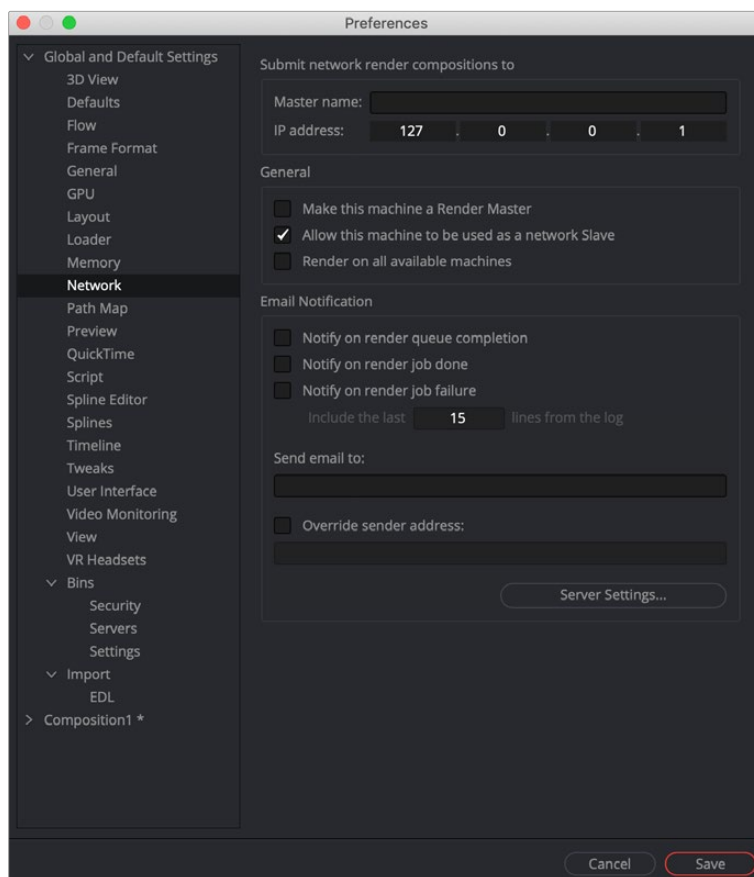 Preferences
Global and Default Settings
3D View
Defaults
Flow
Frame Format
General
GPU
Layout
Loader
Memory
Network
Path Map
Preview
QuickTime
Script
Spline Editor
Splines
Timeline
Tweaks
User Interface
Video Monitoring
View
VR Headsets
Bins
Security
Servers
Settings
Import
EDL
Composition1 *
Submit network render compositions to
Master name:
IP address: 127 . 0 . 0 . 1
General
Make this machine a Render Master
Allow this machine to be used as a network Slave
Render on all available machines
Email Notification
Notify on render queue completion
Notify on render job done
Notify on render job failure
Include the last 15 lines from the log
Send email to:
Override sender address:
Server Settings...
Cancel Save